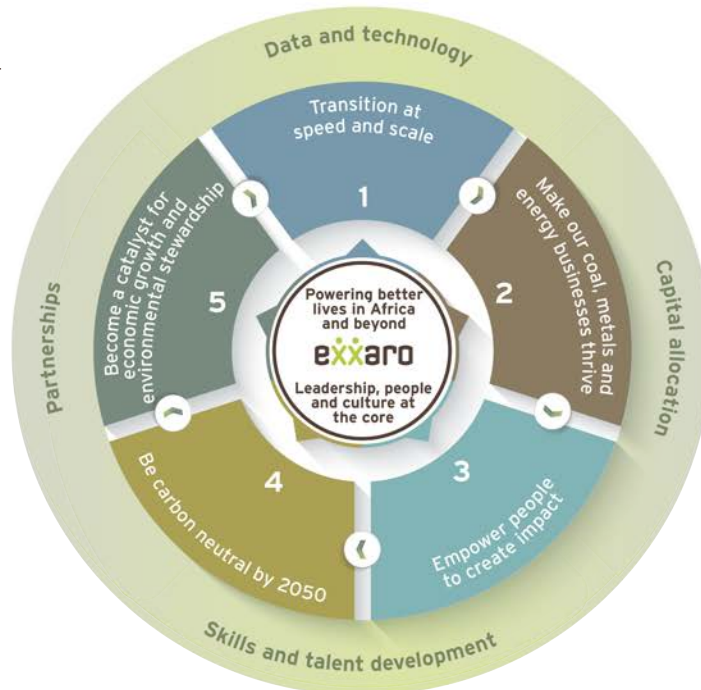 Data and technology
Transition at
speed and scale
1
Make our coal, metals and
energy businesses thrive
2
Capital allocation
Empower people
to create impact
3
Skills and talent development
Be carbon neutral by 2050
4
Become a catalyst for
economic growth and
environmental stewardship
5
Partnerships
Powering better
lives in Africa
and beyond
exxaro
Leadership, people
and culture at
the core